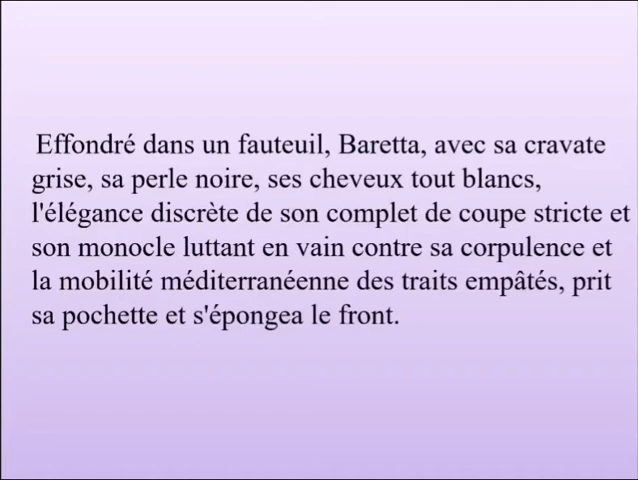 Effondré dans un fauteuil, Baretta, avec sa cravate
grise, sa perle noire, ses cheveux tout blancs,
l'élégance discrète de son complet de coupe stricte et
son monocle luttant en vain contre sa corpulence et
la mobilité méditerranéenne des traits empâtés, prit
sa pochette et s'épongea le front.